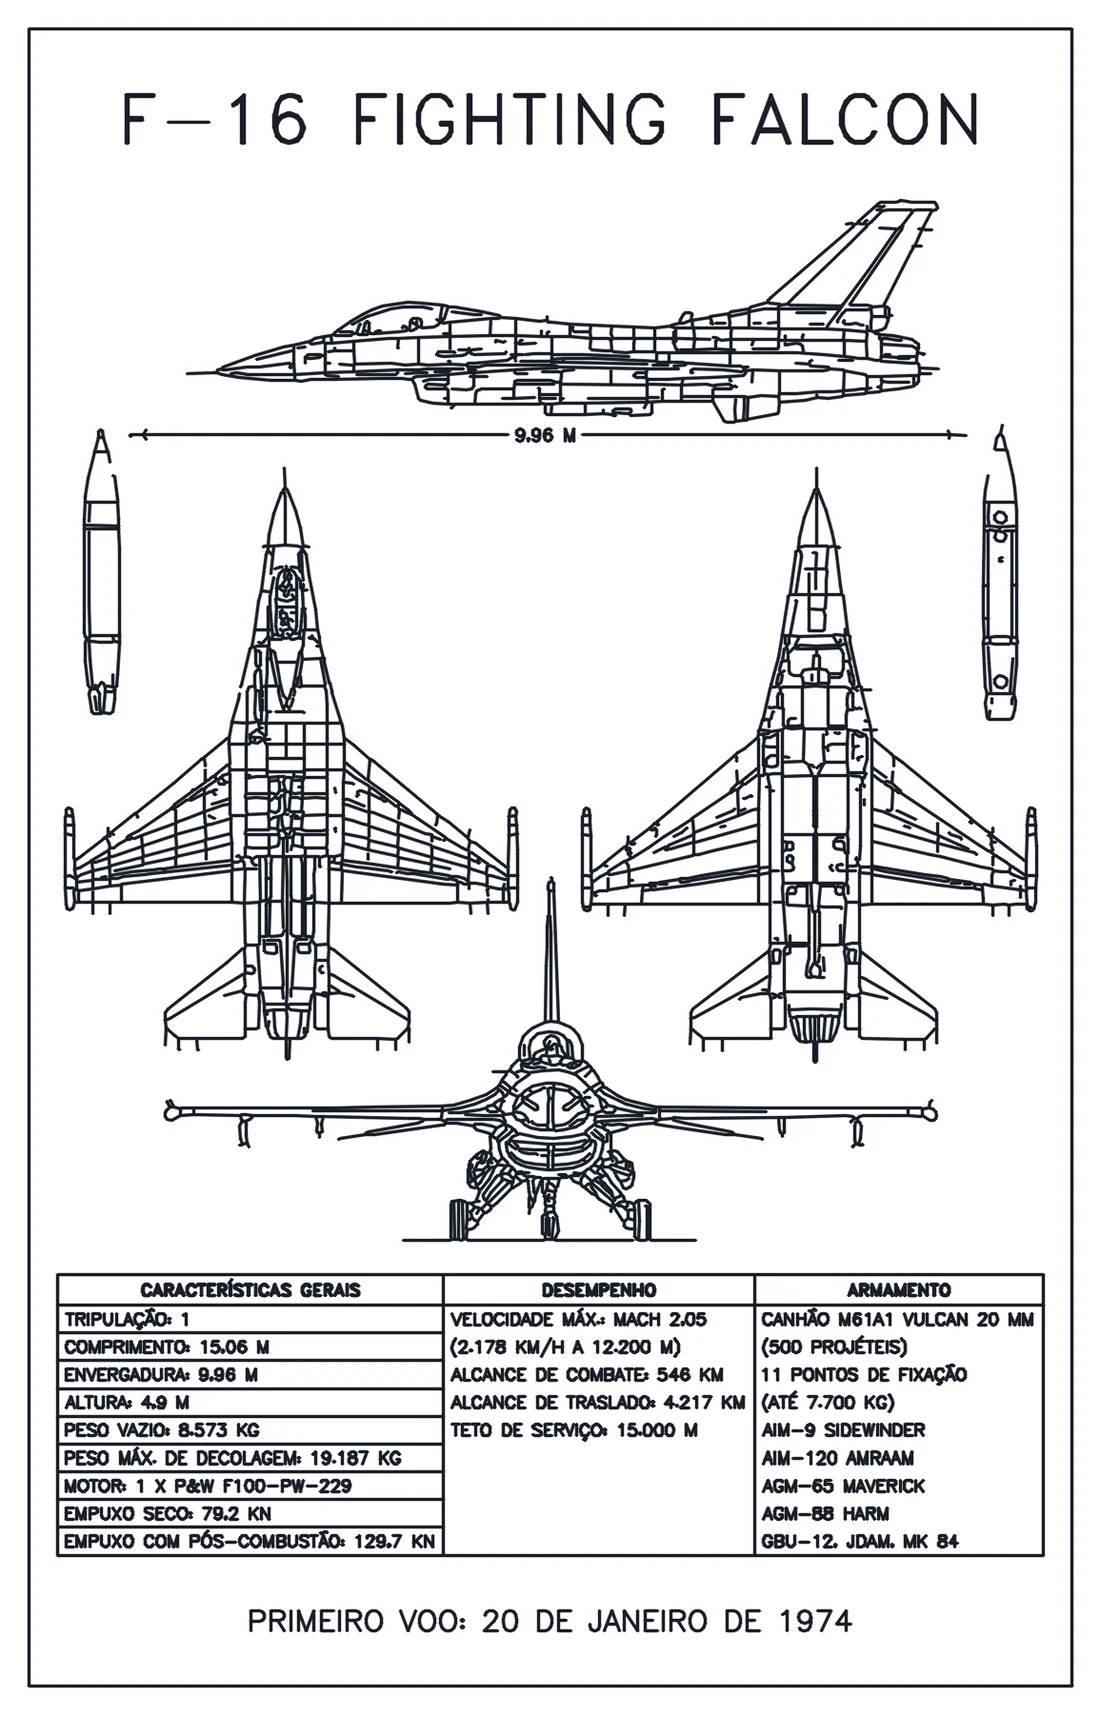 F-16 FIGHTING FALCON
9.96 M
CARACTERÍSTICAS GERAIS
TRIPULAÇÃO: 1
COMPRIMENTO: 15.06 M
ENVERGADURA: 9.96 M
ALTURA: 4.9 M
PESO VAZIO: 8.573 KG
PESO MÁX. DE DECOLAGEM: 19.187 KG
MOTOR: 1 X P&W F100-PW-229
EMPUXO SECO: 79.2 KN
EMPUXO COM PÓS-COMBUSTÃO: 129.7 KN
DESEMPENHO
VELOCIDADE MÁX.: MACH 2.05
(2.178 KM/H A 12.200 M)
ALCANCE DE COMBATE: 546 KM
ALCANCE DE TRASLADO: 4.217 KM
TETO DE SERVIÇO: 15.000 M
ARMAMENTO
CANHÃO M61A1 VULCAN 20 MM
(500 PROJÉTEIS)
11 PONTOS DE FIXAÇÃO
(ATÉ 7.700 KG)
AIM-9 SIDEWINDER
AIM-120 AMRAAM
AGM-65 MAVERICK
AGM-88 HARM
GBU-12, JDAM, MK 84
PRIMEIRO VOO: 20 DE JANEIRO DE 1974